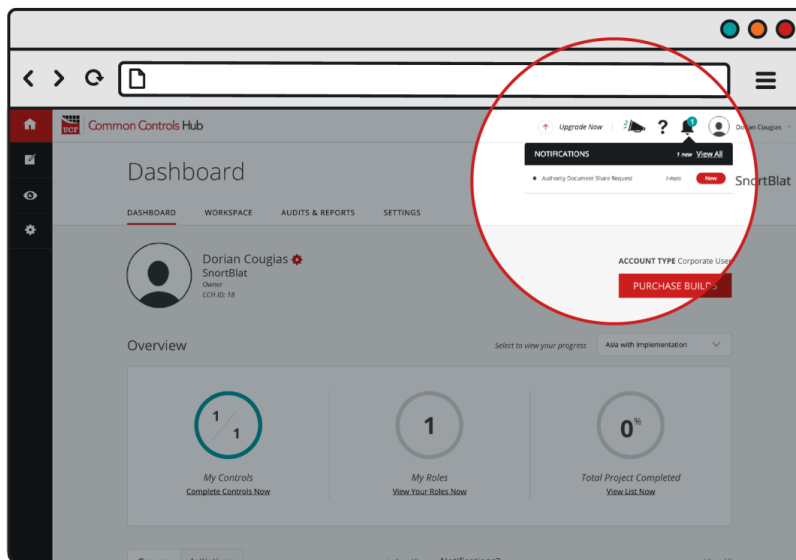 UCF Common Controls Hub
Upgrade Now
?
1
Dorian Cougias
NOTIFICATIONS 1 new View All
Authority Document Share Request
New
SnortBlat
Dashboard
DASHBOARD WORKSPACE AUDITS & REPORTS SETTINGS
Dorian Cougias
SnortBlat
Owner
CCH ID: 18
ACCOUNT TYPE Corporate User
PURCHASE BUILDS
Overview
Select to view your progress
Asia with Implementation
1/1
1
0%
My Controls
My Roles
Total Project Completed
Complete Controls Now
View Your Roles Now
View List Now